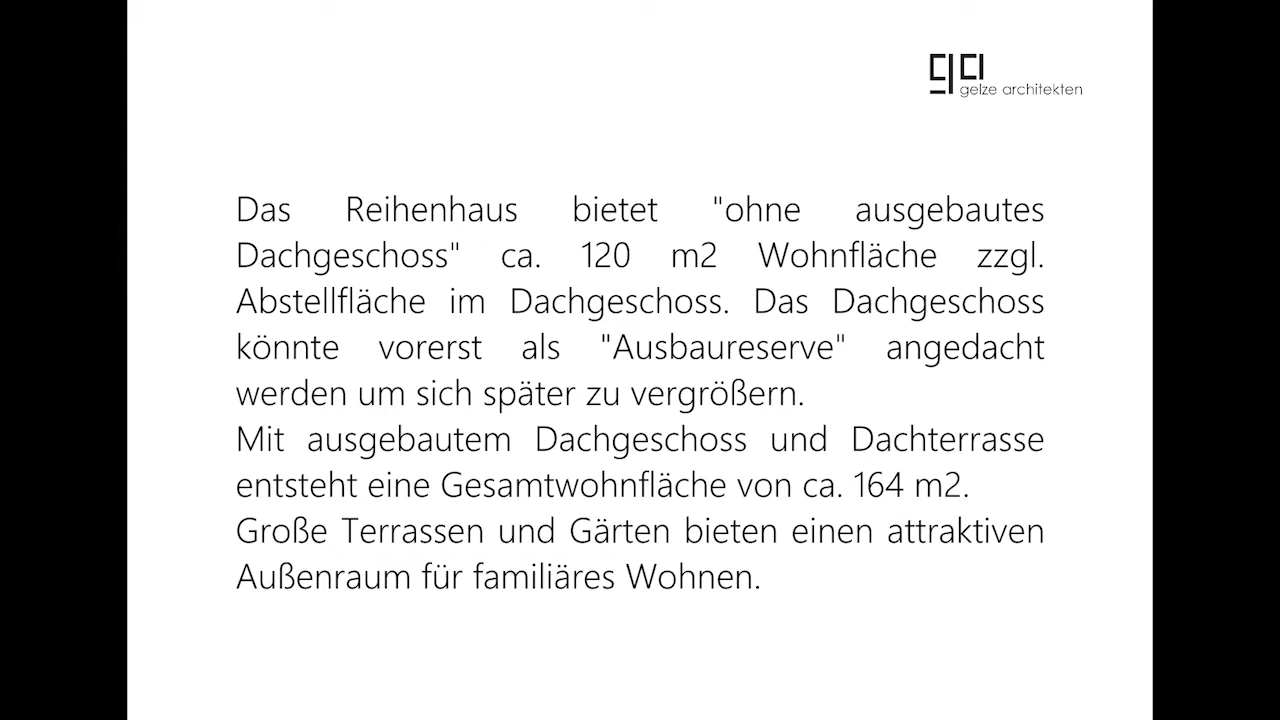 ga
gelze architekten
Das Reihenhaus bietet "ohne ausgebautes
Dachgeschoss" ca. 120 m2 Wohnfläche zzgl.
Abstellfläche im Dachgeschoss. Das Dachgeschoss
könnte vorerst als "Ausbaureserve" angedacht
werden um sich später zu vergrößern.
Mit ausgebautem Dachgeschoss und Dachterrasse
entsteht eine Gesamtwohnfläche von ca. 164 m2.
Große Terrassen und Gärten bieten einen attraktiven
Außenraum für familiäres Wohnen.